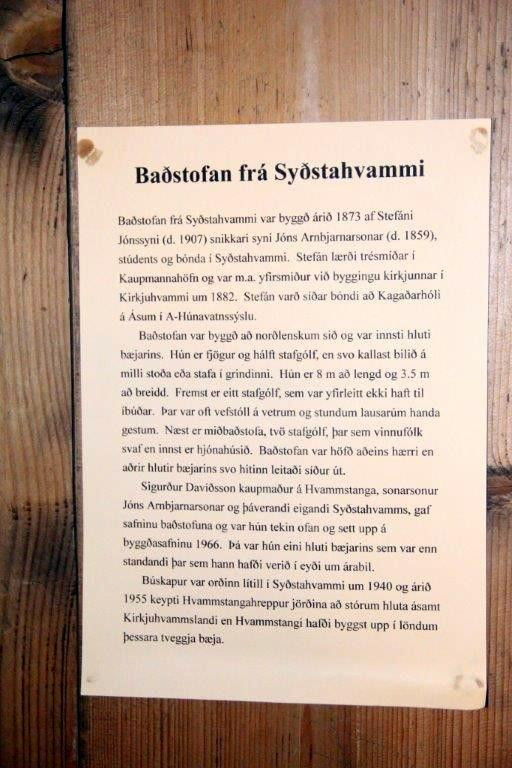 Baðstofan frá Syðstahvammi
Baðstofan frá Syðstahvammi var byggð árið 1873 af Stefáni
Jónssyni (d. 1907) snikkari syni Jóns Arnbjarnarsonar (d. 1859),
stúdents og bónda í Syðstahvammi. Stefán lærði trésmíðar í
Kaupmannahöfn og var m.a. yfirsmiður við byggingu kirkjunnar í
Kirkjuhvammi um 1882. Stefán varð síðar bóndi að Kagaðarhóli
á Ásum í A-Húnavatnssýslu.
Baðstofan var byggð að norðlenskum sið og var innsti hluti
bæjarins. Hún er fjögur og hálft stafgólf, en svo kallast bilið á
milli stoða eða stafa í grindinni. Hún er 8 m að lengd og 3.5 m
að breidd. Fremst er eitt stafgólf, sem var yfirleitt ekki haft til
íbúðar. Þar var oft vefstóll á vetrum og stundum lausarúm handa
gestum. Næst er miðbaðstofa, tvö stafgólf, þar sem vinnufólk
svaf en innst er hjónahúsið. Baðstofan var höfð aðeins hærri en
aðrir hlutir bæjarins svo hitinn leitaði síður út.
Sigurður Davíðsson kaupmaður á Hvammstanga, sonarsonur
Jóns Arnbjarnarsonar og þáverandi eigandi Syðstahvamms, gaf
safninu baðstofuna og var hún tekin ofan og sett upp á
byggðasafninu 1966. Þá var hún eini hluti bæjarins sem var enn
standandi þar sem hann hafði verið í eyði um árabil.
Búskapur var orðinn lítill í Syðstahvammi um 1940 og árið
1955 keypti Hvammstangahreppur jörðina að stórum hluta ásamt
Kirkjuhvammslandi en Hvammstangi hafði byggst upp í löndum
þessara tveggja bæja.